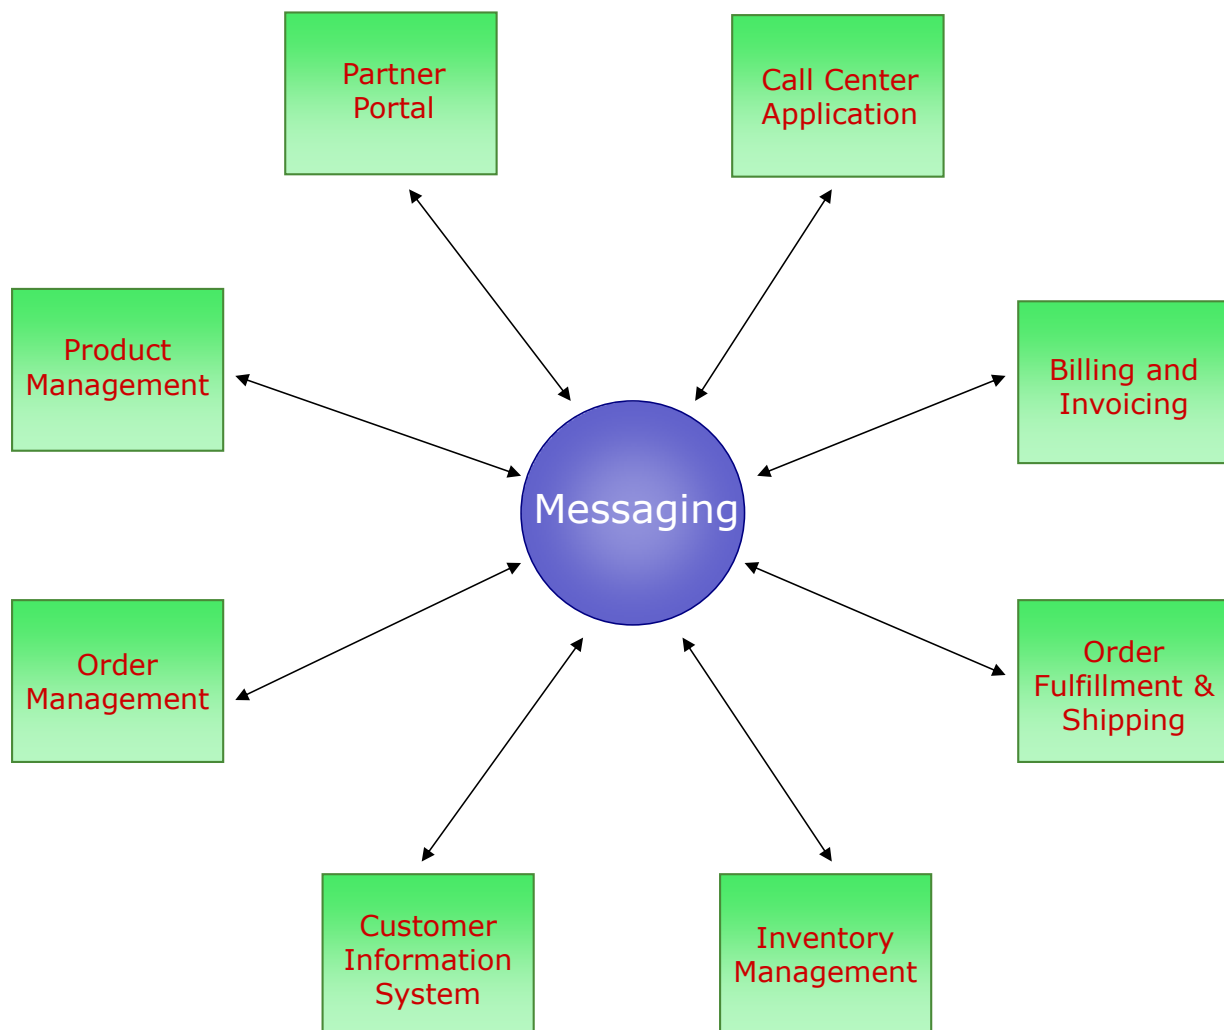 Partner
Portal
Call Center
Application
Product
Management
Billing and
Invoicing
Messaging
Order
Management
Order
Fulfillment &
Shipping
Customer
Information
System
Inventory
Management